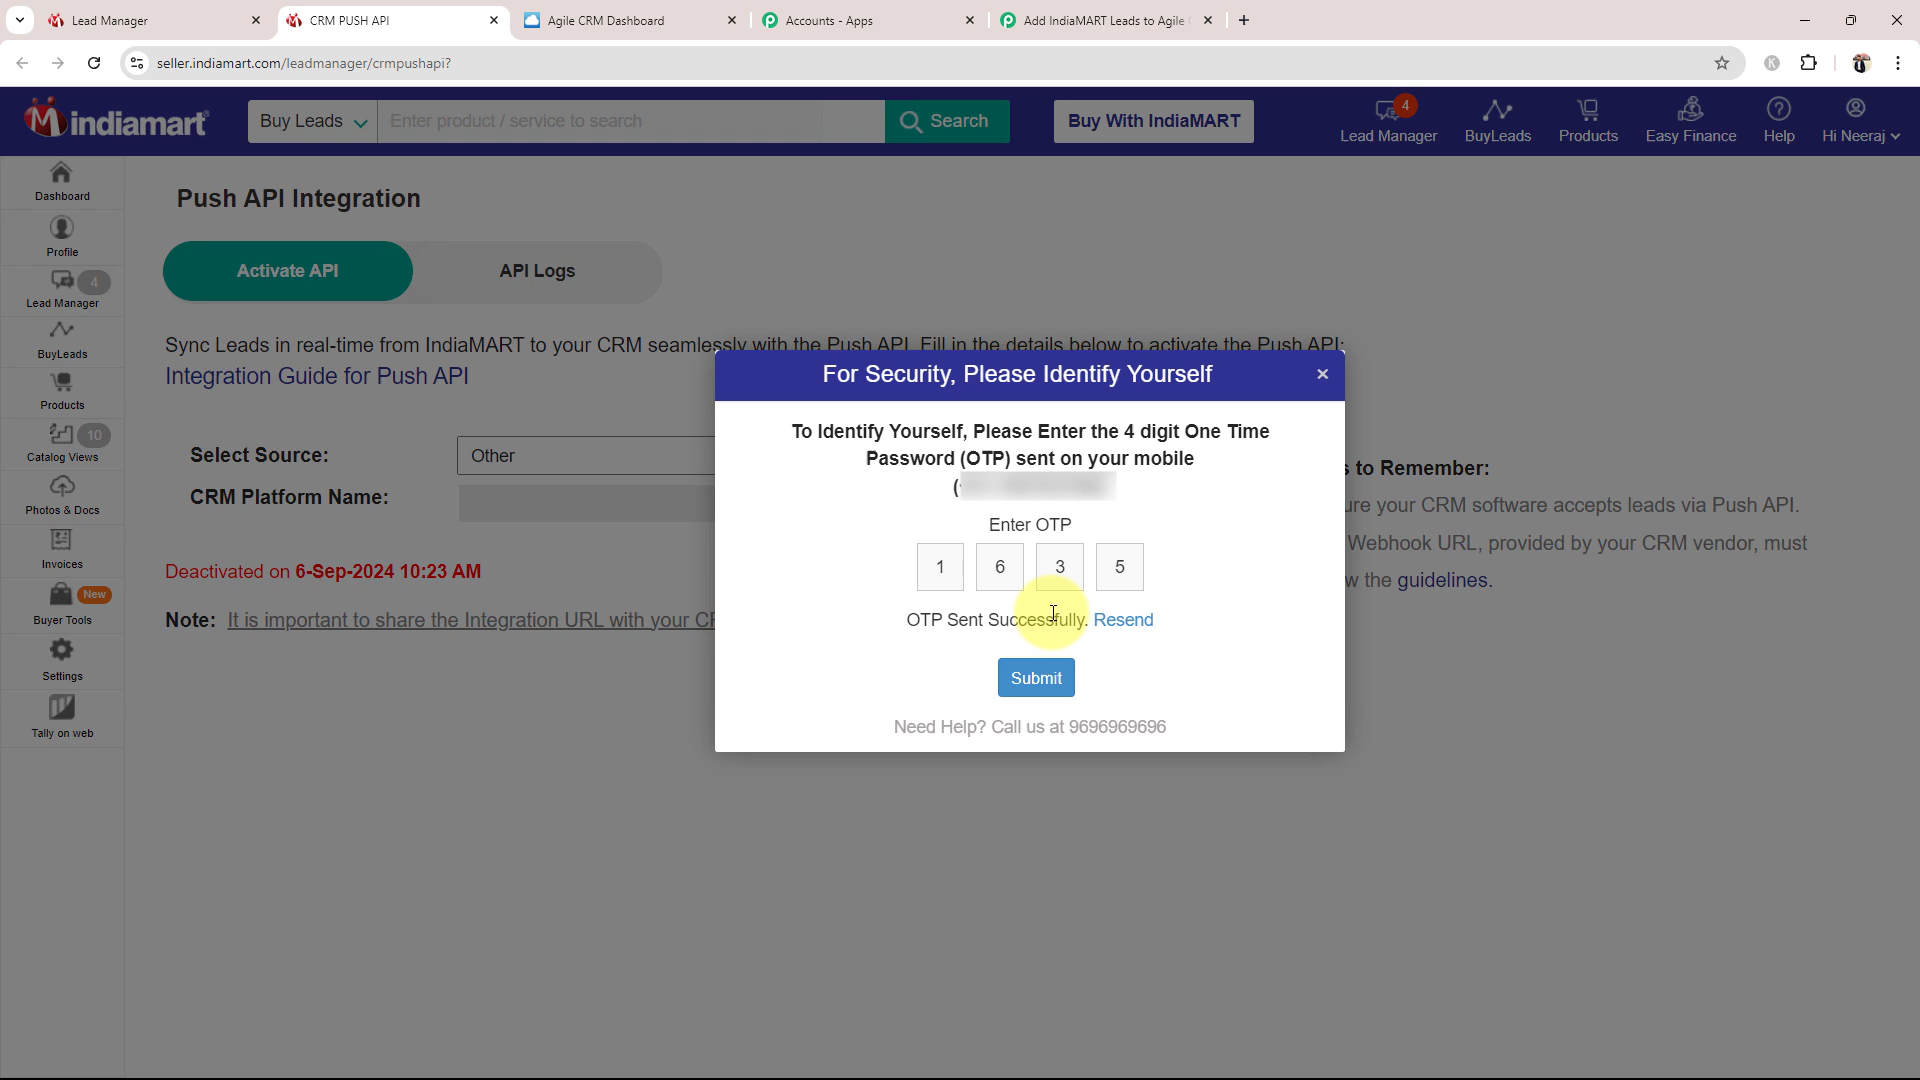 Lead Manager
CRM PUSH API
Agile CRM Dashboard
Accounts - Apps
Add IndiaMART Leads to Agile
seller.indiamart.com/leadmanager/crmpushapi?
K
indiamart
Buy Leads
Enter product / service to search
Search
Buy With IndiaMART
4
Lead Manager
BuyLeads
Products
Easy Finance
Help
Hi Neeraj
Dashboard
Profile
4
Lead Manager
BuyLeads
Products
10
Catalog Views
Photos & Docs
Invoices
New
Buyer Tools
Settings
Tally on web
Push API Integration
Activate API
API Logs
Sync Leads in real-time from IndiaMART to your CRM seamlessly with the Push API. Fill in the details below to activate the Push API:
Integration Guide for Push API
Select Source:
Other
CRM Platform Name:
Deactivated on 6-Sep-2024 10:23 AM
Note: It is important to share the Integration URL with your
For Security, Please Identify Yourself
To Identify Yourself, Please Enter the 4 digit One Time
Password (OTP) sent on your mobile
(
Enter OTP
1 6 3 5
OTP Sent Successfully. Resend
Submit
Need Help? Call us at 9696969696
to Remember:
your CRM software accepts leads via Push API.
Webhook URL, provided by your CRM vendor, must
the guidelines.